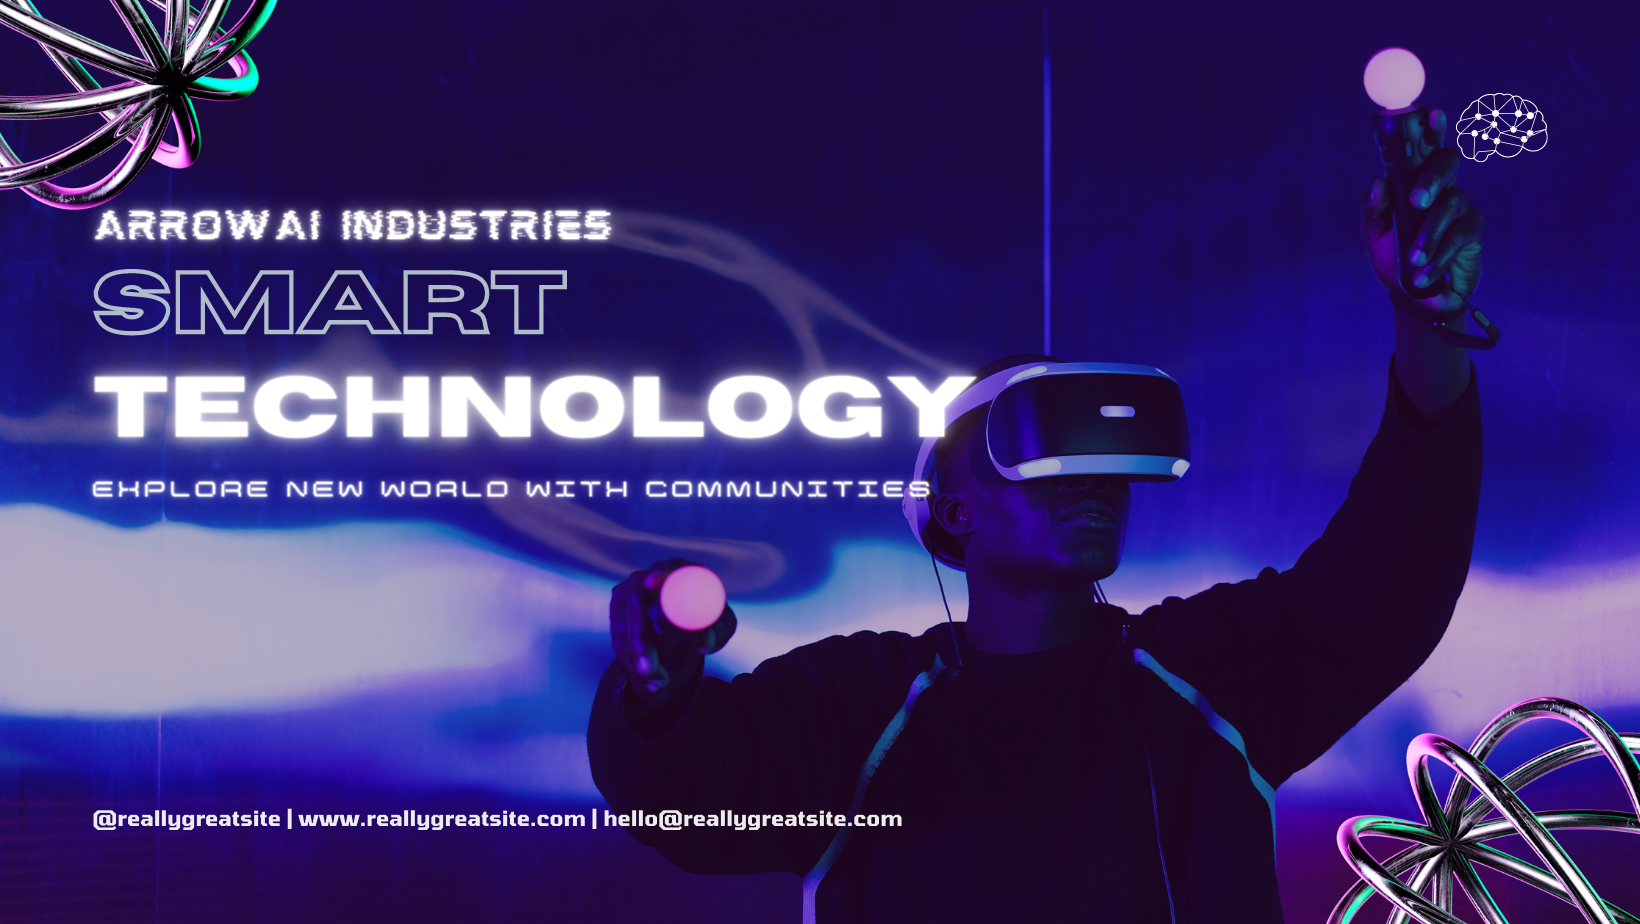 ARROWAI INDUSTRIES
SMART
TECHNOLOGY
EXPLORE NEW WORLD WITH COMMUNITIES
@reallygreatsite | www.reallygreatsite.com | hello@reallygreatsite.com